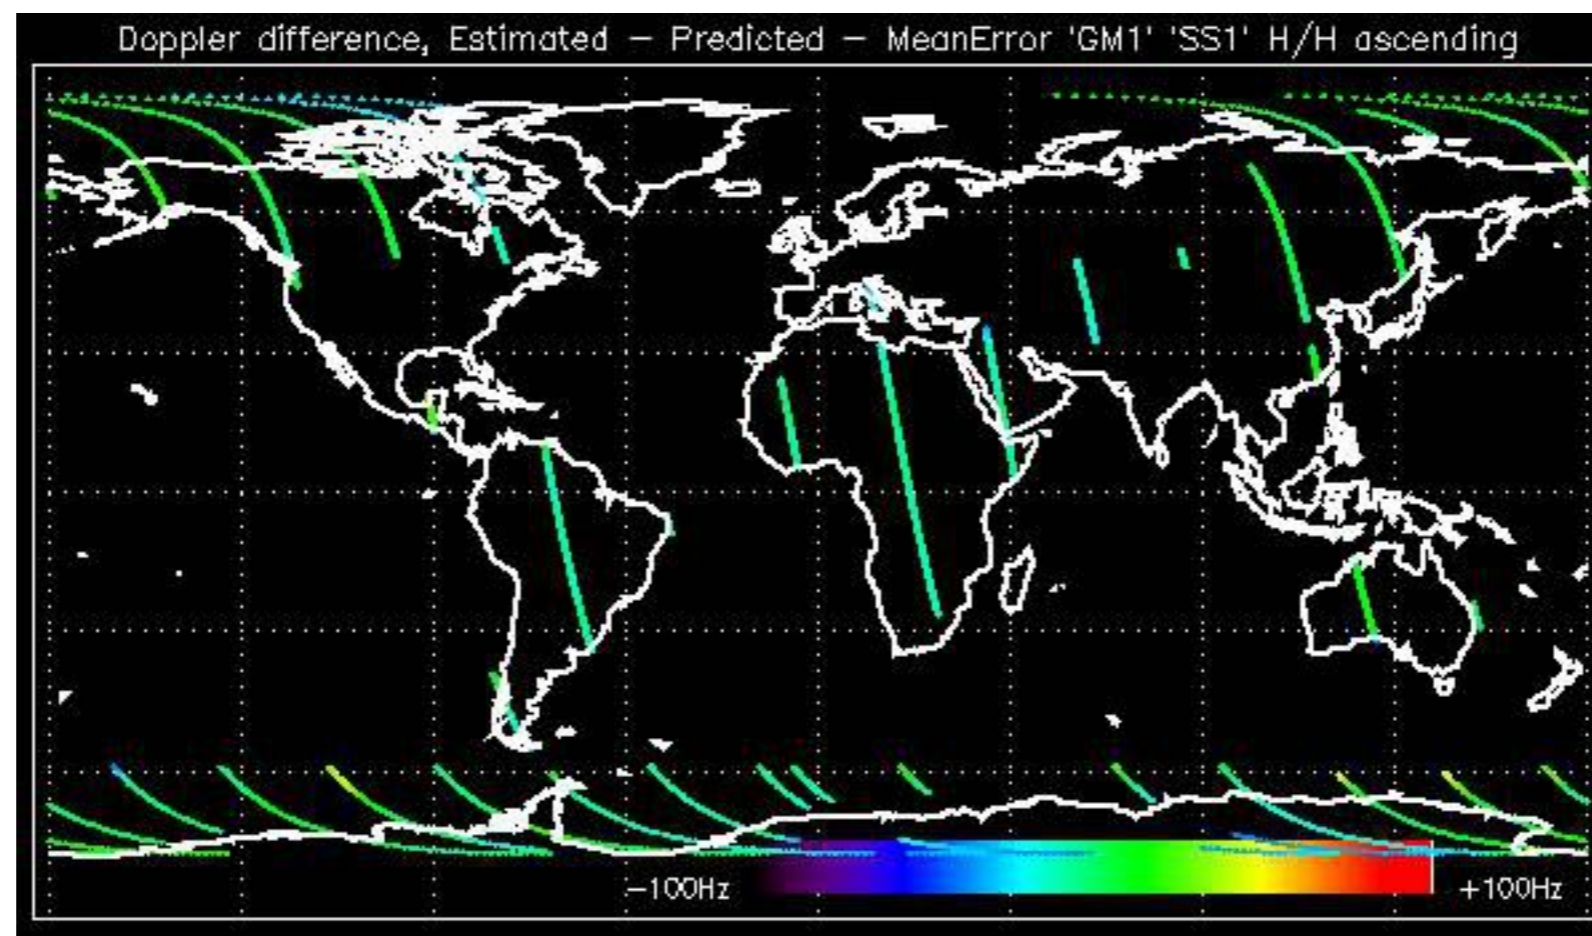 Doppler difference, Estimated – Predicted – MeanError 'GM1' 'SS1' H/H ascending
–100Hz
+100Hz